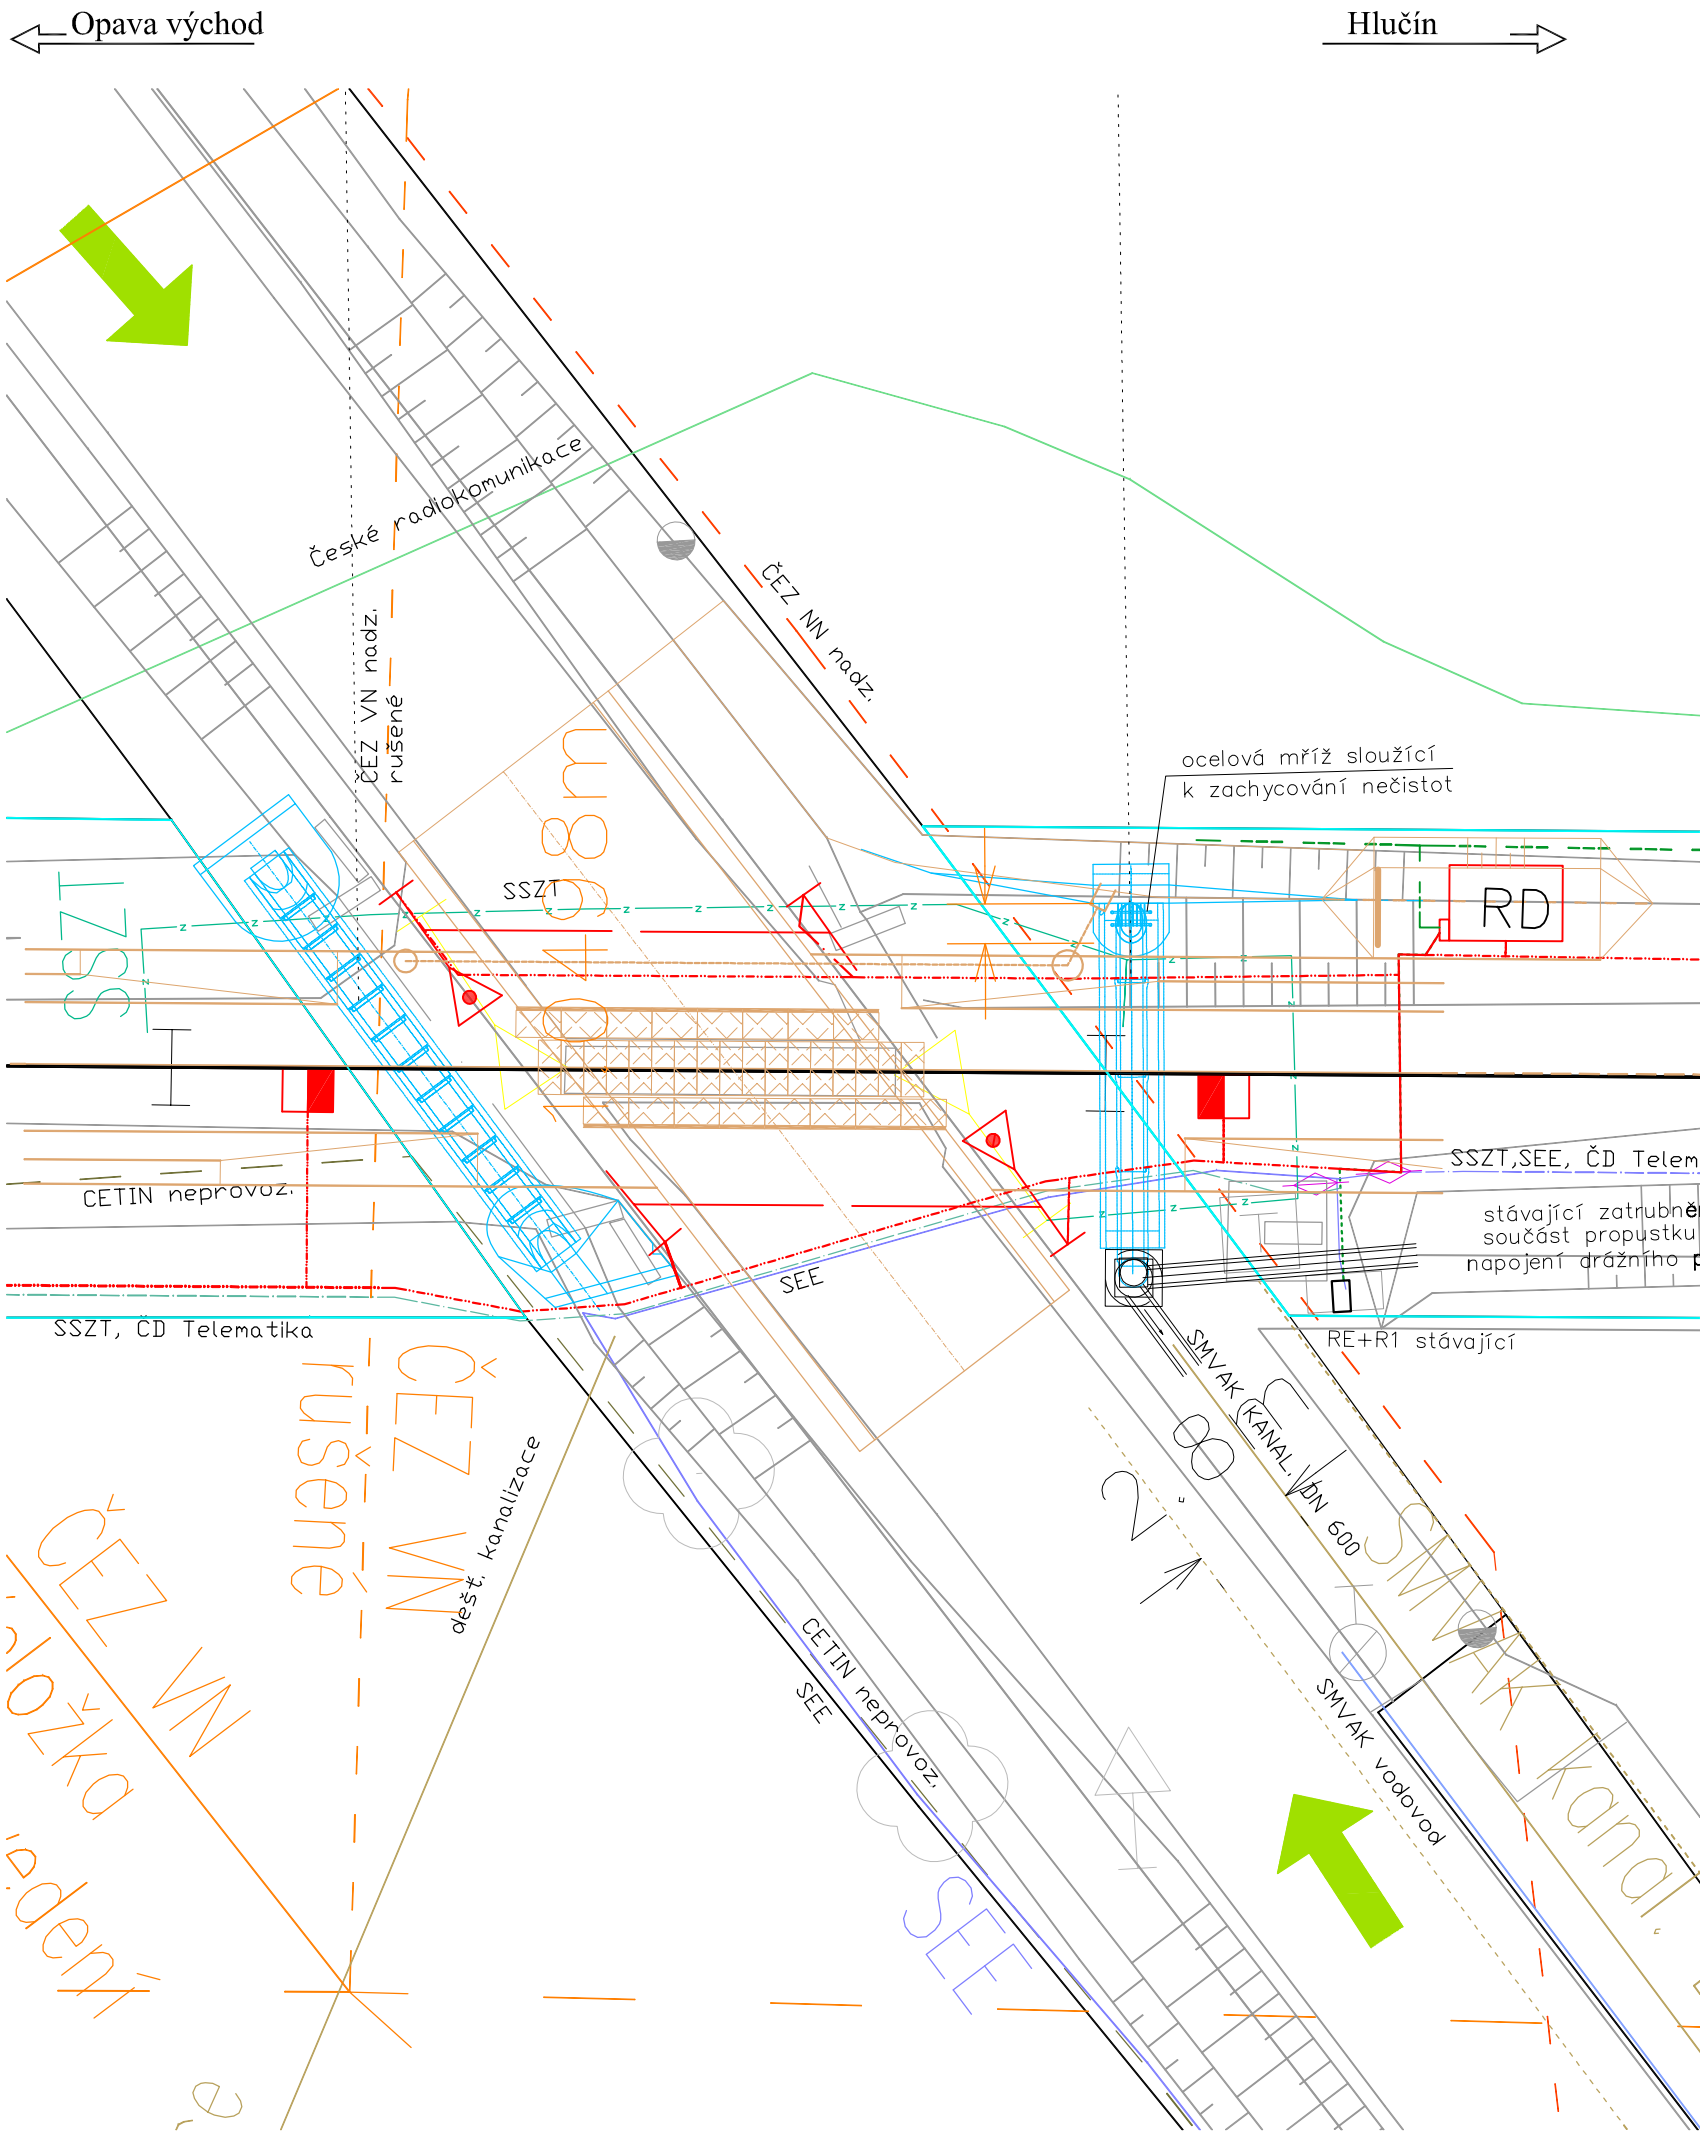 Opava východ
Hlučín
České radiokomunikace
ČEZ NN nadz.
ČEZ VN nadz.
rušené
ocelová mříž sloužící
k zachycování nečistot
SSZT
SSZT
RD
CETIN neprovoz.
SSZT,SEE, ČD Telem
stávající zatrubně
součást propustku
napojení drážního p
SEE
SSZT, ČD Telematika
RE+R1 stávající
ČEZ VN
rušené
SMVAK KANAL. DN 600
dešt. kanalizace
ČEZ VN
ložka
edení
SMVAK kanal.
CETIN neprovoz.
SEE
SMVAK vodovod
SEE